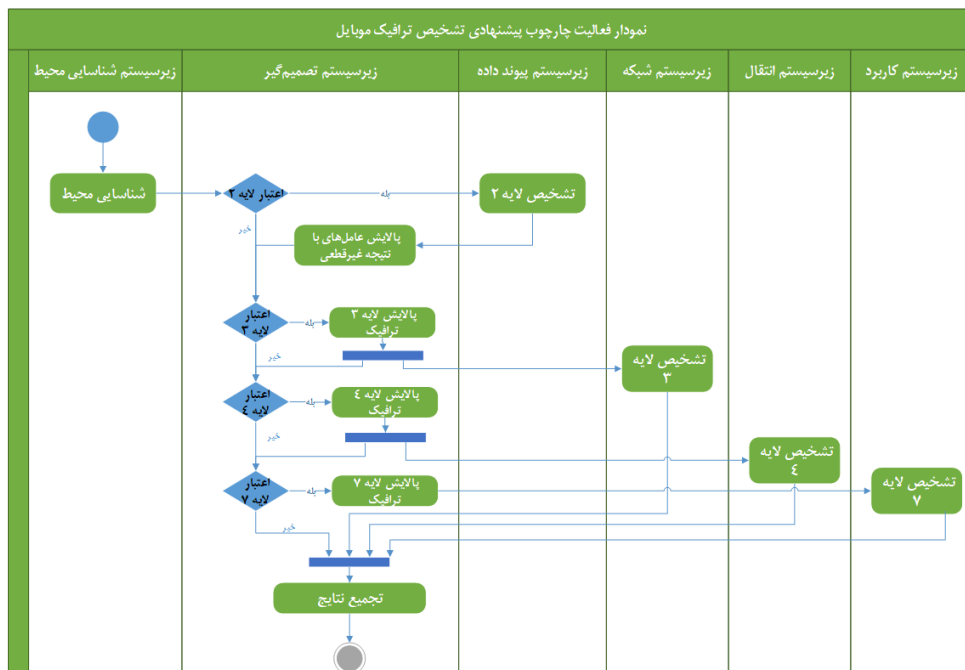 نمودار فعالیت چارچوب پیشنهادی تشخیص ترافیک موبایل
زیرسیستم کاربرد
زیرسیستم انتقال
زیرسیستم شبکه
زیرسیستم پیوند داده
زیرسیستم تصمیم‌گیر
زیرسیستم شناسایی محیط
شناسایی محیط
اعتبار لایه ۲
بله
تشخیص لایه ۲
خیر
پالایش عامل‌های با
نتیجه غیرقطعی
اعتبار
لایه ۳
بله
پالایش لایه ۳
ترافیک
خیر
تشخیص لایه
۳
اعتبار
لایه ٤
بله
پالایش لایه ٤
ترافیک
خیر
تشخیص لایه
٤
اعتبار
لایه ۷
بله
پالایش لایه ۷
ترافیک
تشخیص لایه
۷
خیر
تجمیع نتایج